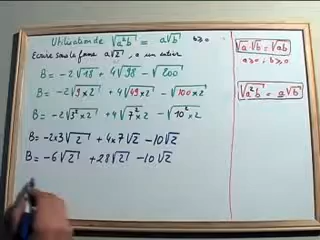 Utilisation de √a²b = a√b b≥0
Ecrire sous la forme a√2, a un entier
B = -2√18 + 4√98 - √200
B = -2√9×2 + 4√49×2 - √100×2
B = -2√3²×2 + 4√7²×2 - √10²×2
B = -2×3√2 + 4×7√2 - 10√2
B = -6√2 + 28√2 - 10√2
√a·√b = √ab
a≥0; b≥0
√a²b = a√b